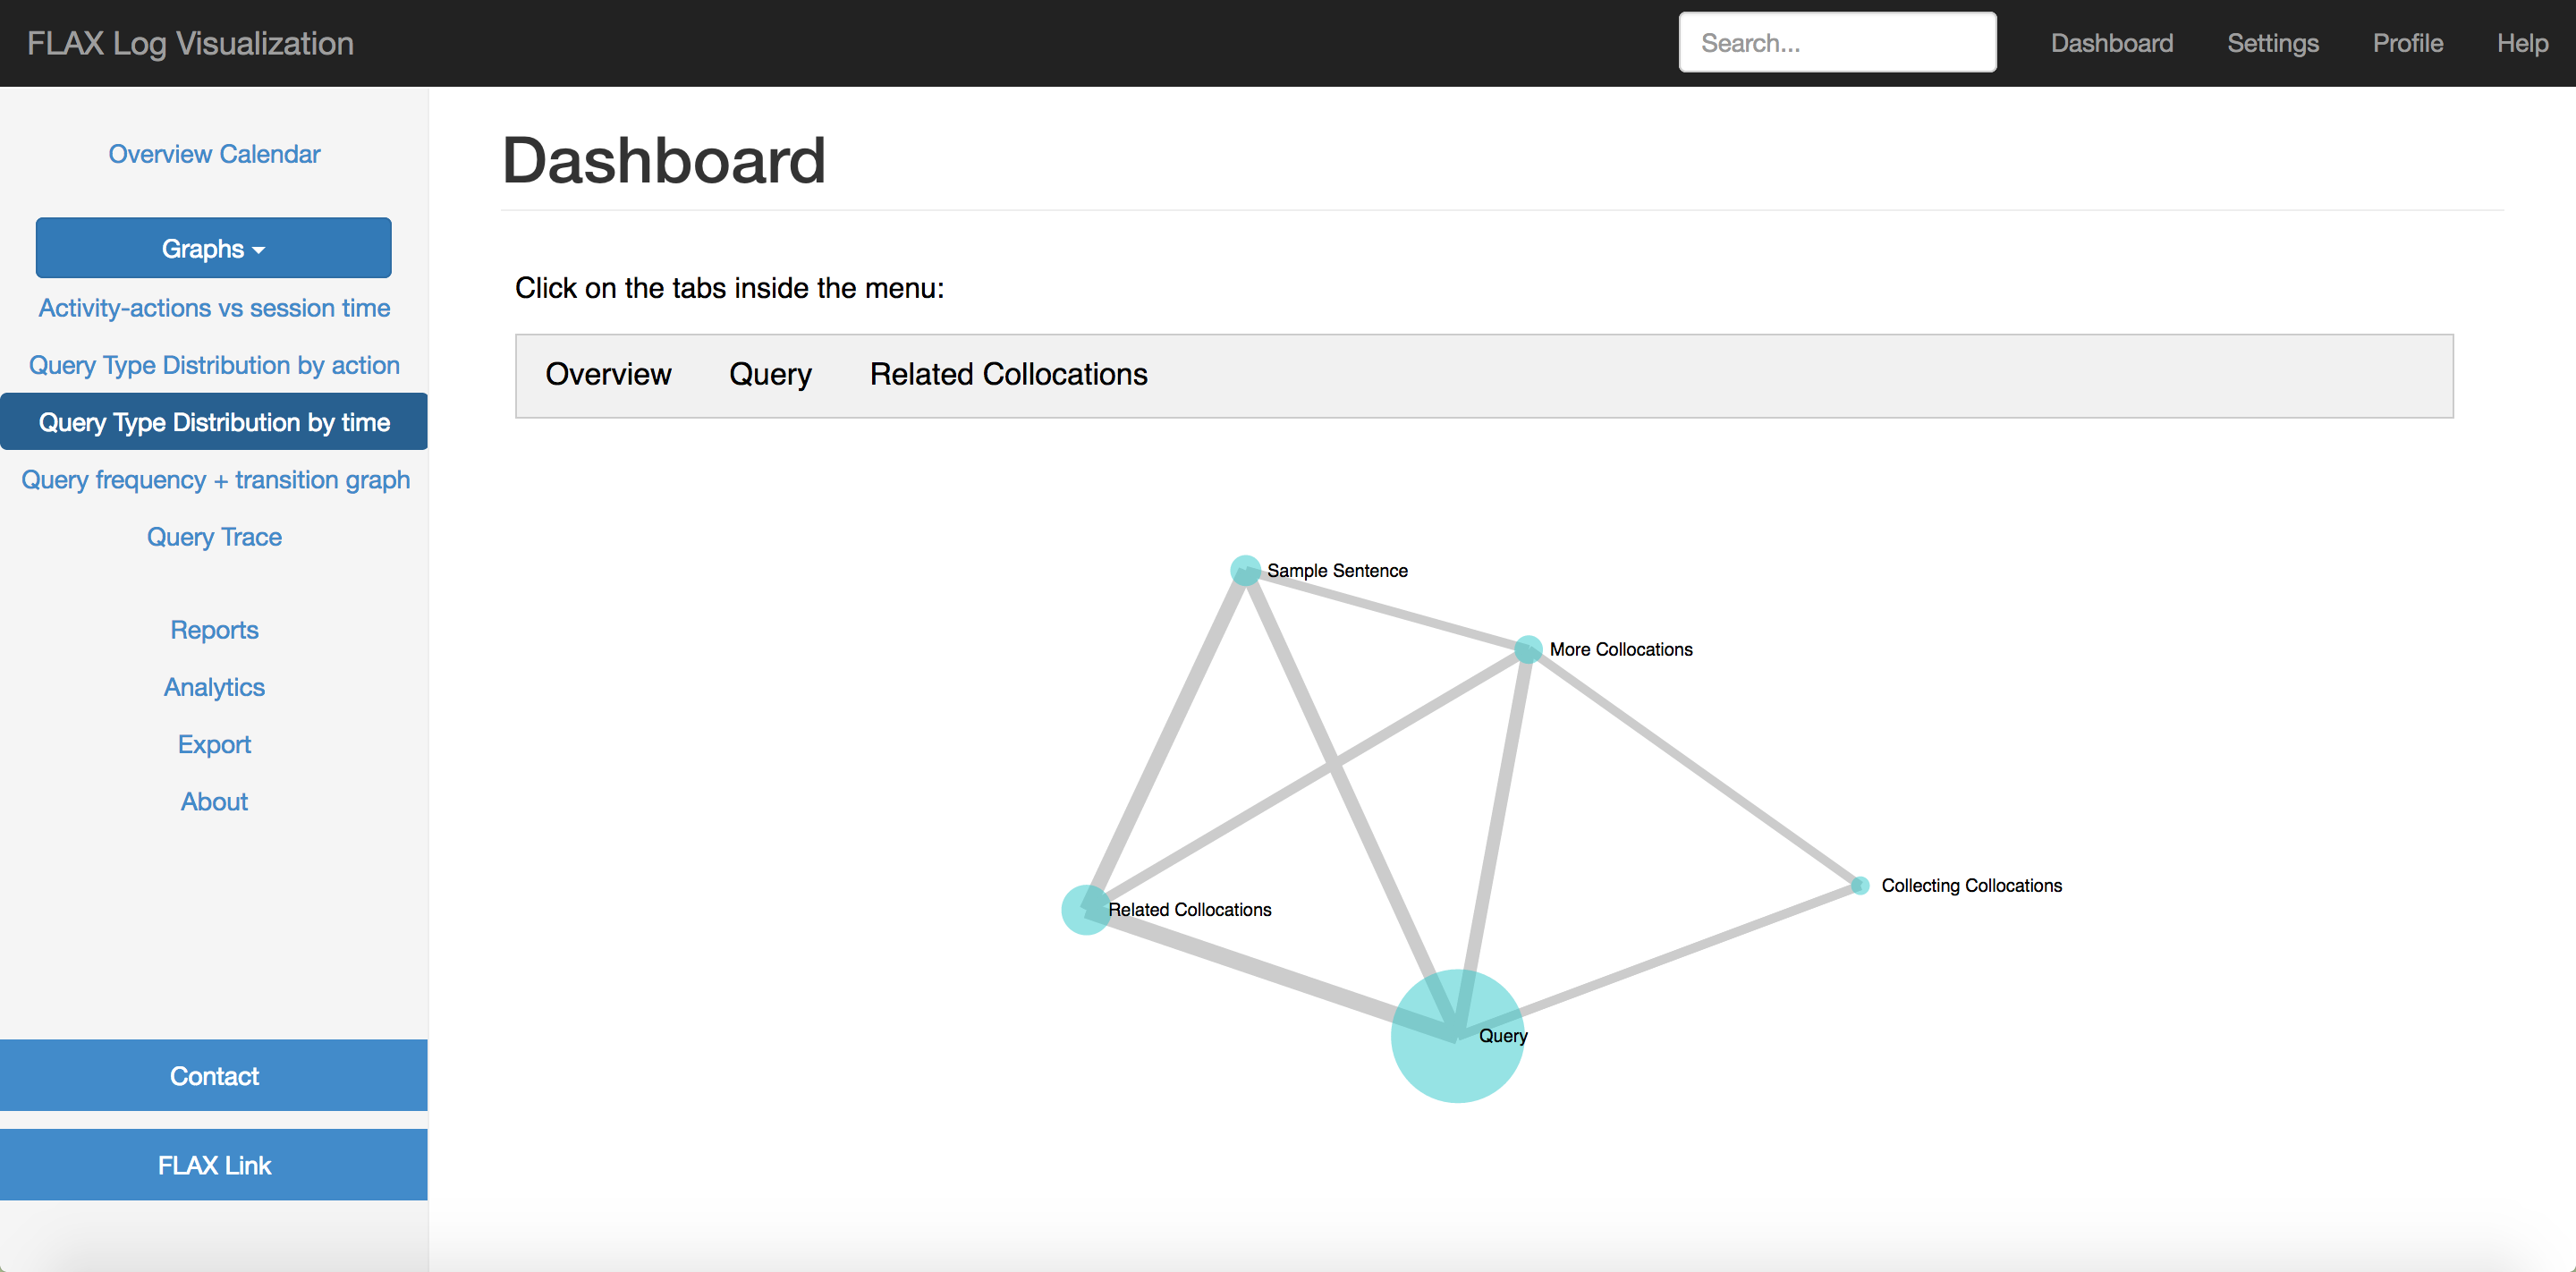 FLAX Log Visualization
Search...
Dashboard
Settings
Profile
Help
Overview Calendar
Graphs
Activity-actions vs session time
Query Type Distribution by action
Query Type Distribution by time
Query frequency + transition graph
Query Trace
Reports
Analytics
Export
About
Contact
FLAX Link
Dashboard
Click on the tabs inside the menu:
Overview
Query
Related Collocations
Sample Sentence
More Collocations
Collecting Collocations
Related Collocations
Query